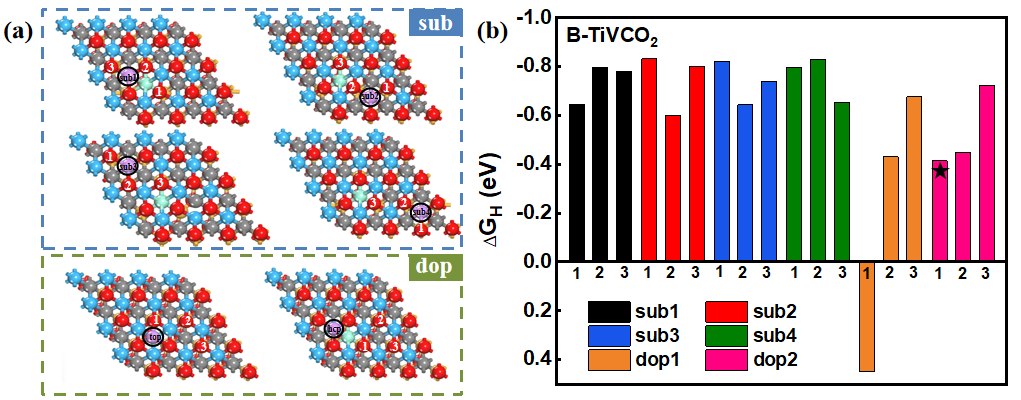 (a)
sub
3 2
sub1
1
3
2 1
sub2
1
sub3
2 3
3 2
sub4
1
dop
1 2
top
3
hcp 2
1 3
(b)
B-TiVCO2
ΔGH (eV)
-1.0
-0.8
-0.6
-0.4
-0.2
0.0
0.2
0.4
1 2 3 1 2 3 1 2 3 1 2 3 1 2 3 1 2 3
sub1 sub2
sub3 sub4
dop1 dop2